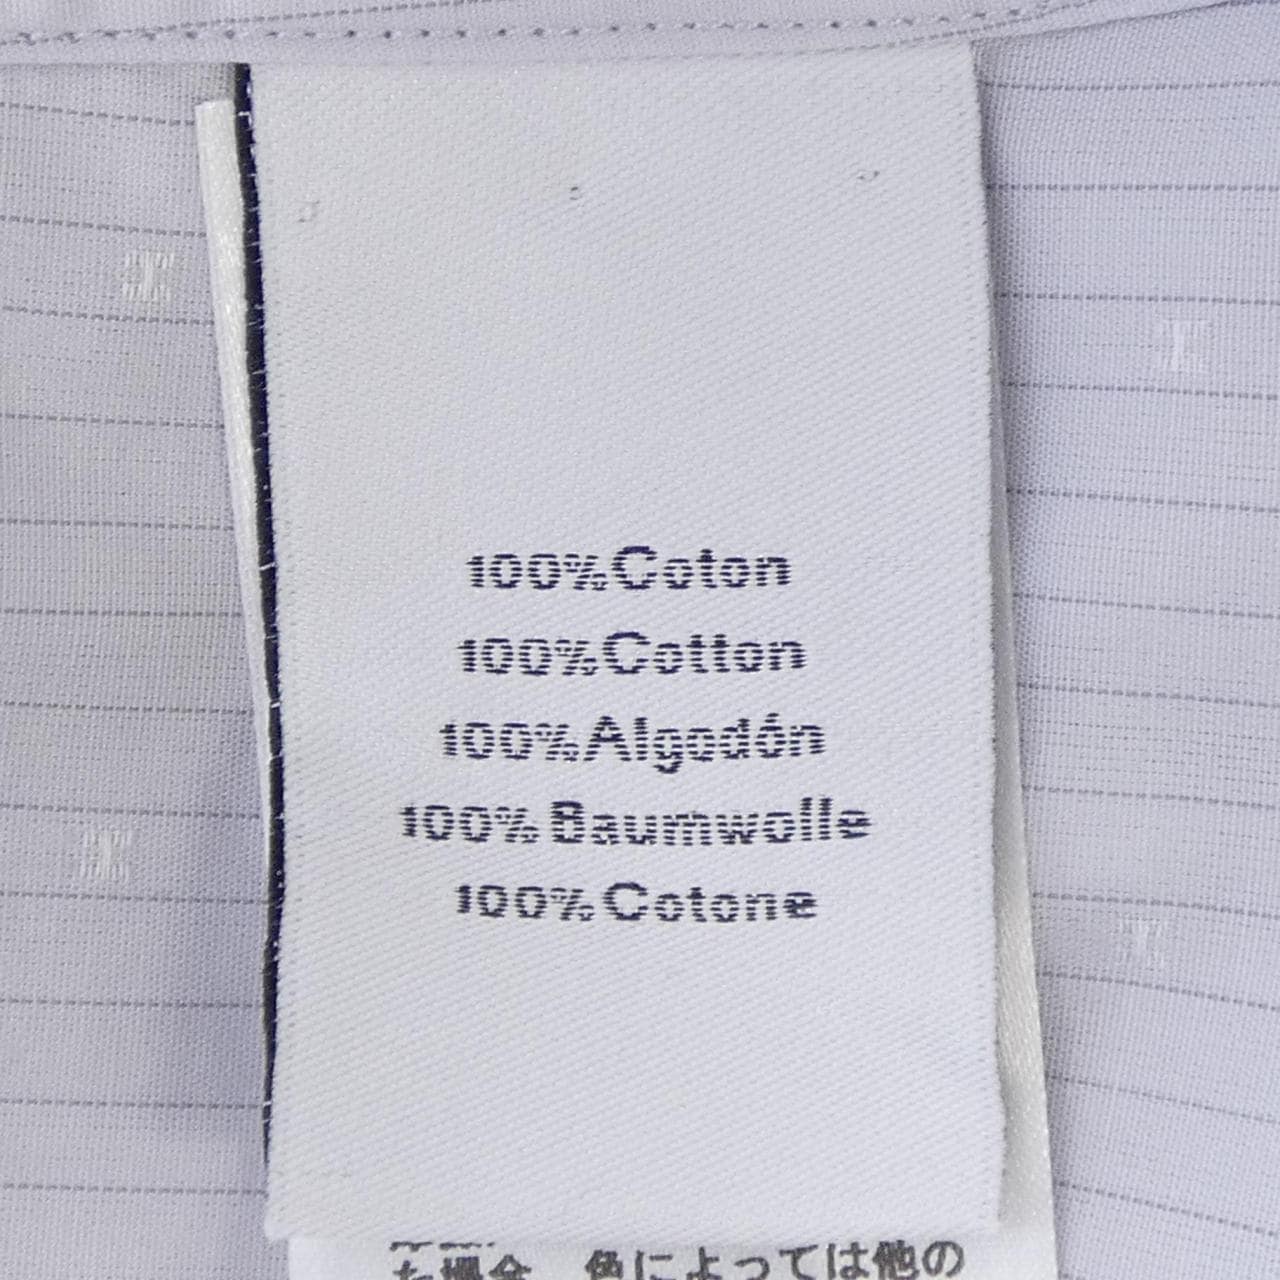 100% Coton
100% Cotton
100% Algodón
100% Baumwolle
100% Cotone
た場合、色によっては他の